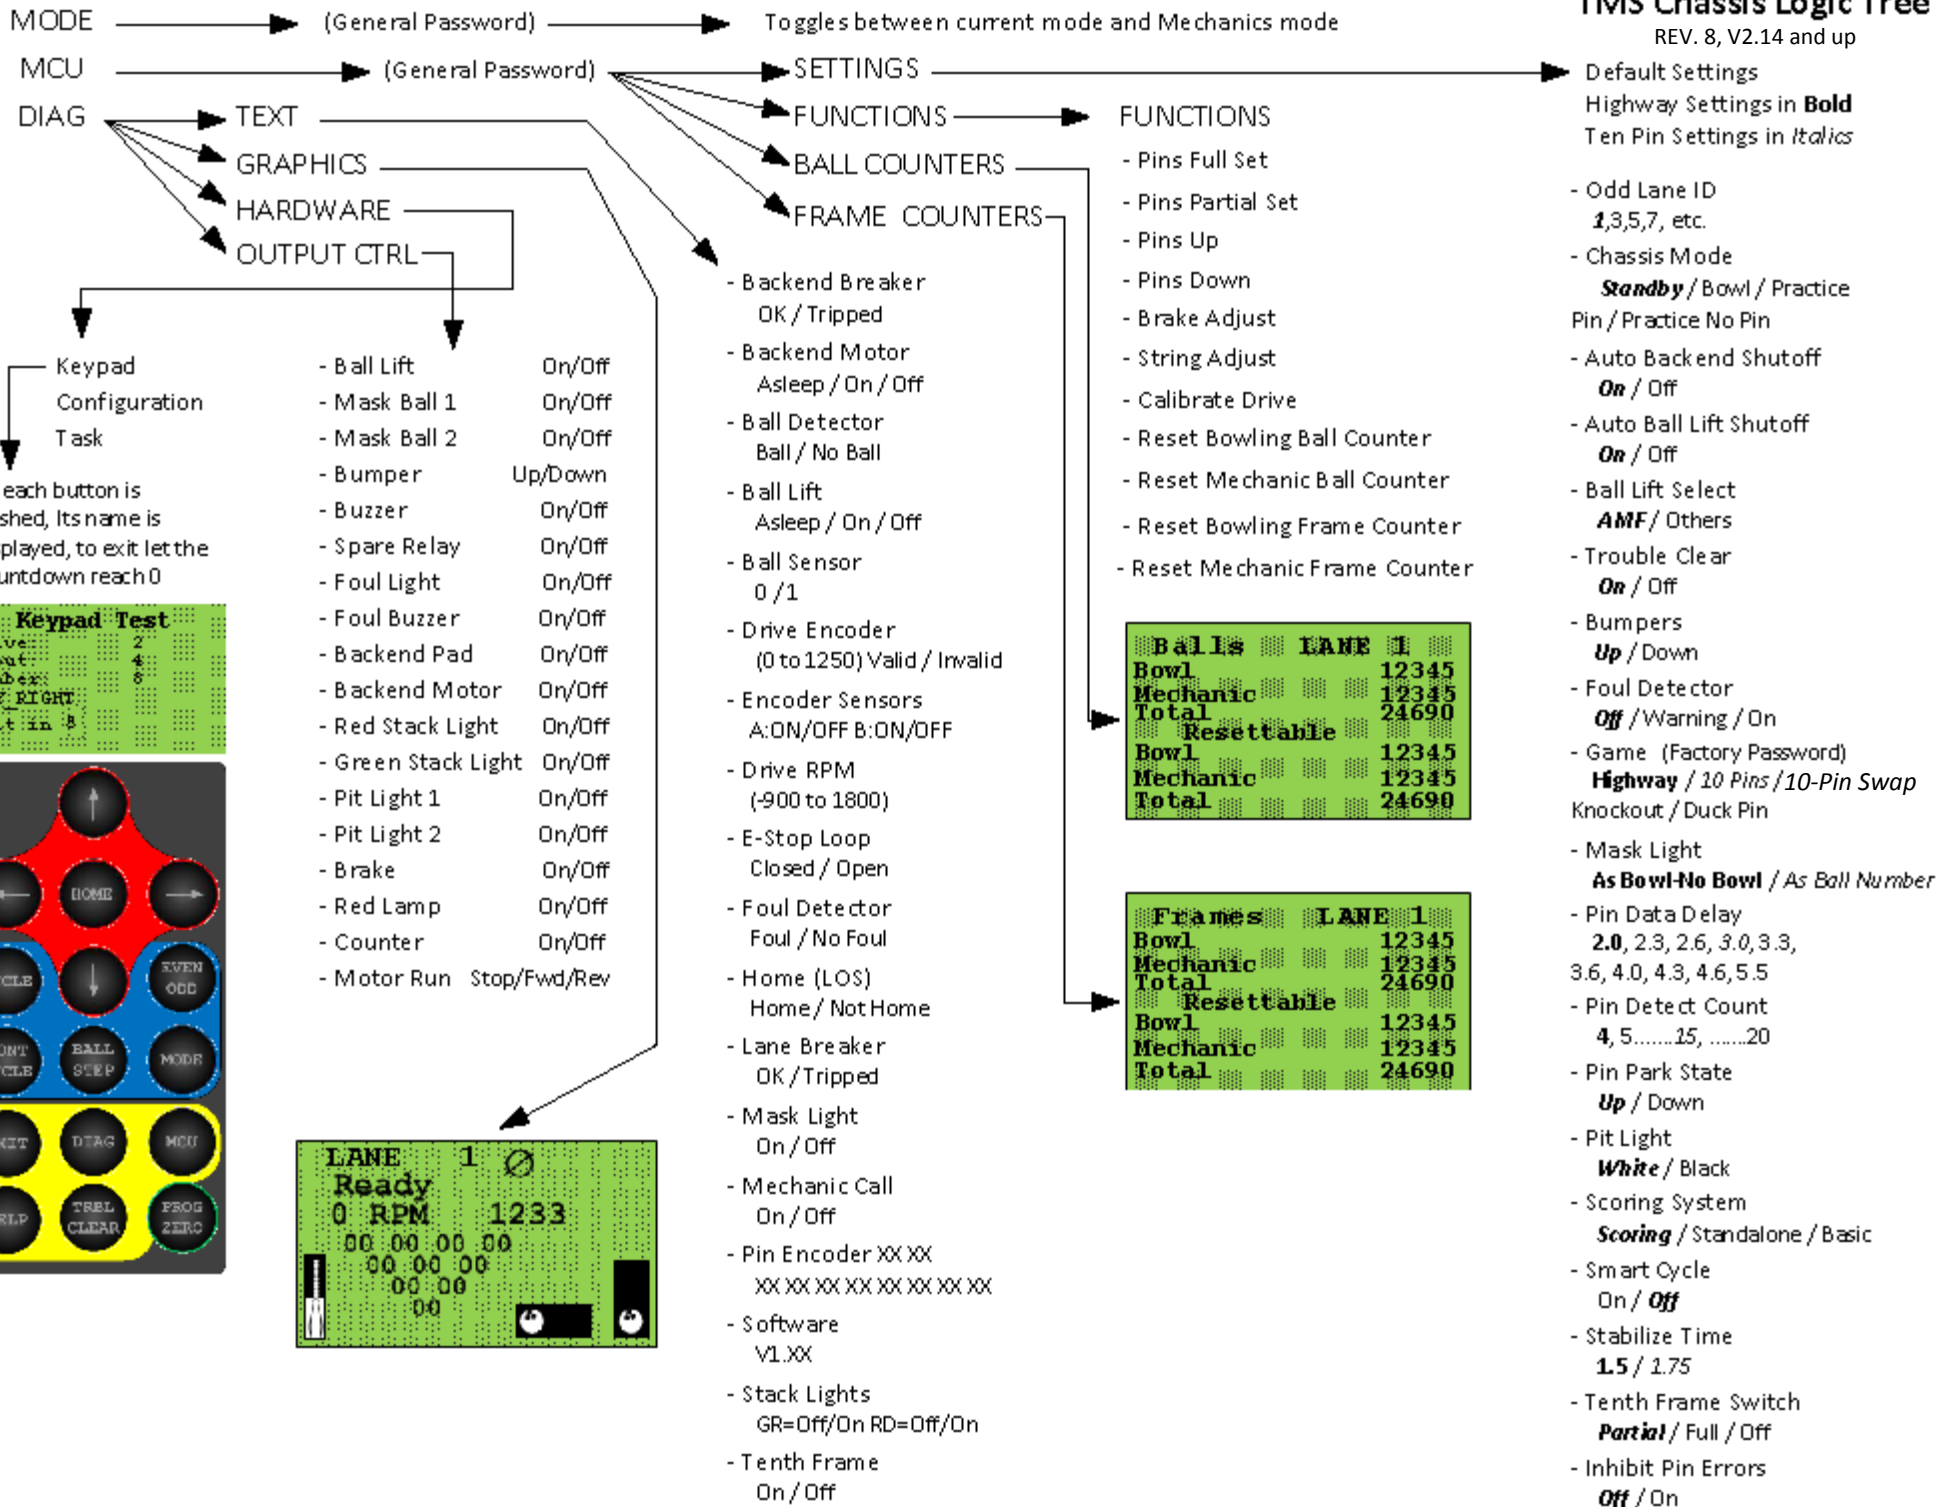 TMS Chassis Logic Tree
REV. 8, V2.14 and up
MODE
(General Password)
Toggles between current mode and Mechanics mode
MCU
(General Password)
SETTINGS
FUNCTIONS
BALL COUNTERS
FRAME COUNTERS
DIAG
TEXT
GRAPHICS
HARDWARE
OUTPUT CTRL
Keypad
Configuration
Task
each button is
shed, Its name is
played, to exit let the
untdown reach 0
Keypad Test
2
4
8
RIGHT
in 8
↑
← HOME →
CLE ↓ EVEN ODD
BALL STEP MODE
DIAG MCU
TRBL CLEAR PROG ZERO
- Ball Lift On/Off
- Mask Ball 1 On/Off
- Mask Ball 2 On/Off
- Bumper Up/Down
- Buzzer On/Off
- Spare Relay On/Off
- Foul Light On/Off
- Foul Buzzer On/Off
- Backend Pad On/Off
- Backend Motor On/Off
- Red Stack Light On/Off
- Green Stack Light On/Off
- Pit Light 1 On/Off
- Pit Light 2 On/Off
- Brake On/Off
- Red Lamp On/Off
- Counter On/Off
- Motor Run Stop/Fwd/Rev
LANE 1
Ready
0 RPM 1233
00 00 00 00
00 00 00
00 00
00
- Backend Breaker
OK / Tripped
- Backend Motor
Asleep / On / Off
- Ball Detector
Ball / No Ball
- Ball Lift
Asleep / On / Off
- Ball Sensor
0 /1
- Drive Encoder
(0 to 1250) Valid / Invalid
- Encoder Sensors
A:ON/OFF B:ON/OFF
- Drive RPM
(-900 to 1800)
- E-Stop Loop
Closed / Open
- Foul Detector
Foul / No Foul
- Home (LOS)
Home / Not Home
- Lane Breaker
OK / Tripped
- Mask Light
On / Off
- Mechanic Call
On / Off
- Pin Encoder XX XX
XX XX XX XX XX XX XX XX
- Software
V1.XX
- Stack Lights
GR=Off/On RD=Off/On
- Tenth Frame
On / Off
FUNCTIONS
- Pins Full Set
- Pins Partial Set
- Pins Up
- Pins Down
- Brake Adjust
- String Adjust
- Calibrate Drive
- Reset Bowling Ball Counter
- Reset Mechanic Ball Counter
- Reset Bowling Frame Counter
- Reset Mechanic Frame Counter
Balls LANE 1
Bowl 12345
Mechanic 12345
Total 24690
Resettable
Bowl 12345
Mechanic 12345
Total 24690
Frames LANE 1
Bowl 12345
Mechanic 12345
Total 24690
Resettable
Bowl 12345
Mechanic 12345
Total 24690
Default Settings
Highway Settings in Bold
Ten Pin Settings in Italics
- Odd Lane ID
1,3,5,7, etc.
- Chassis Mode
Standby / Bowl / Practice
Pin / Practice No Pin
- Auto Backend Shutoff
On / Off
- Auto Ball Lift Shutoff
On / Off
- Ball Lift Select
AMF / Others
- Trouble Clear
On / Off
- Bumpers
Up / Down
- Foul Detector
Off / Warning / On
- Game (Factory Password)
Highway / 10 Pins / 10-Pin Swap
Knockout / Duck Pin
- Mask Light
As Bowl-No Bowl / As Ball Number
- Pin Data Delay
2.0, 2.3, 2.6, 3.0, 3.3,
3.6, 4.0, 4.3, 4.6, 5.5
- Pin Detect Count
4, 5.......15, .......20
- Pin Park State
Up / Down
- Pit Light
White / Black
- Scoring System
Scoring / Standalone / Basic
- Smart Cycle
On / Off
- Stabilize Time
1.5 / 1.75
- Tenth Frame Switch
Partial / Full / Off
- Inhibit Pin Errors
Off / On